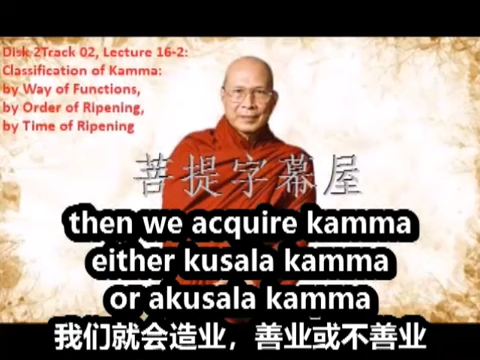 Disk 2Track 02, Lecture 16-2:
Classification of Kamma:
by Way of Functions,
by Order of Ripening,
by Time of Ripening
菩提字幕屋
then we acquire kamma
either kusala kamma
or akusala kamma
我们就会造业，善业或不善业